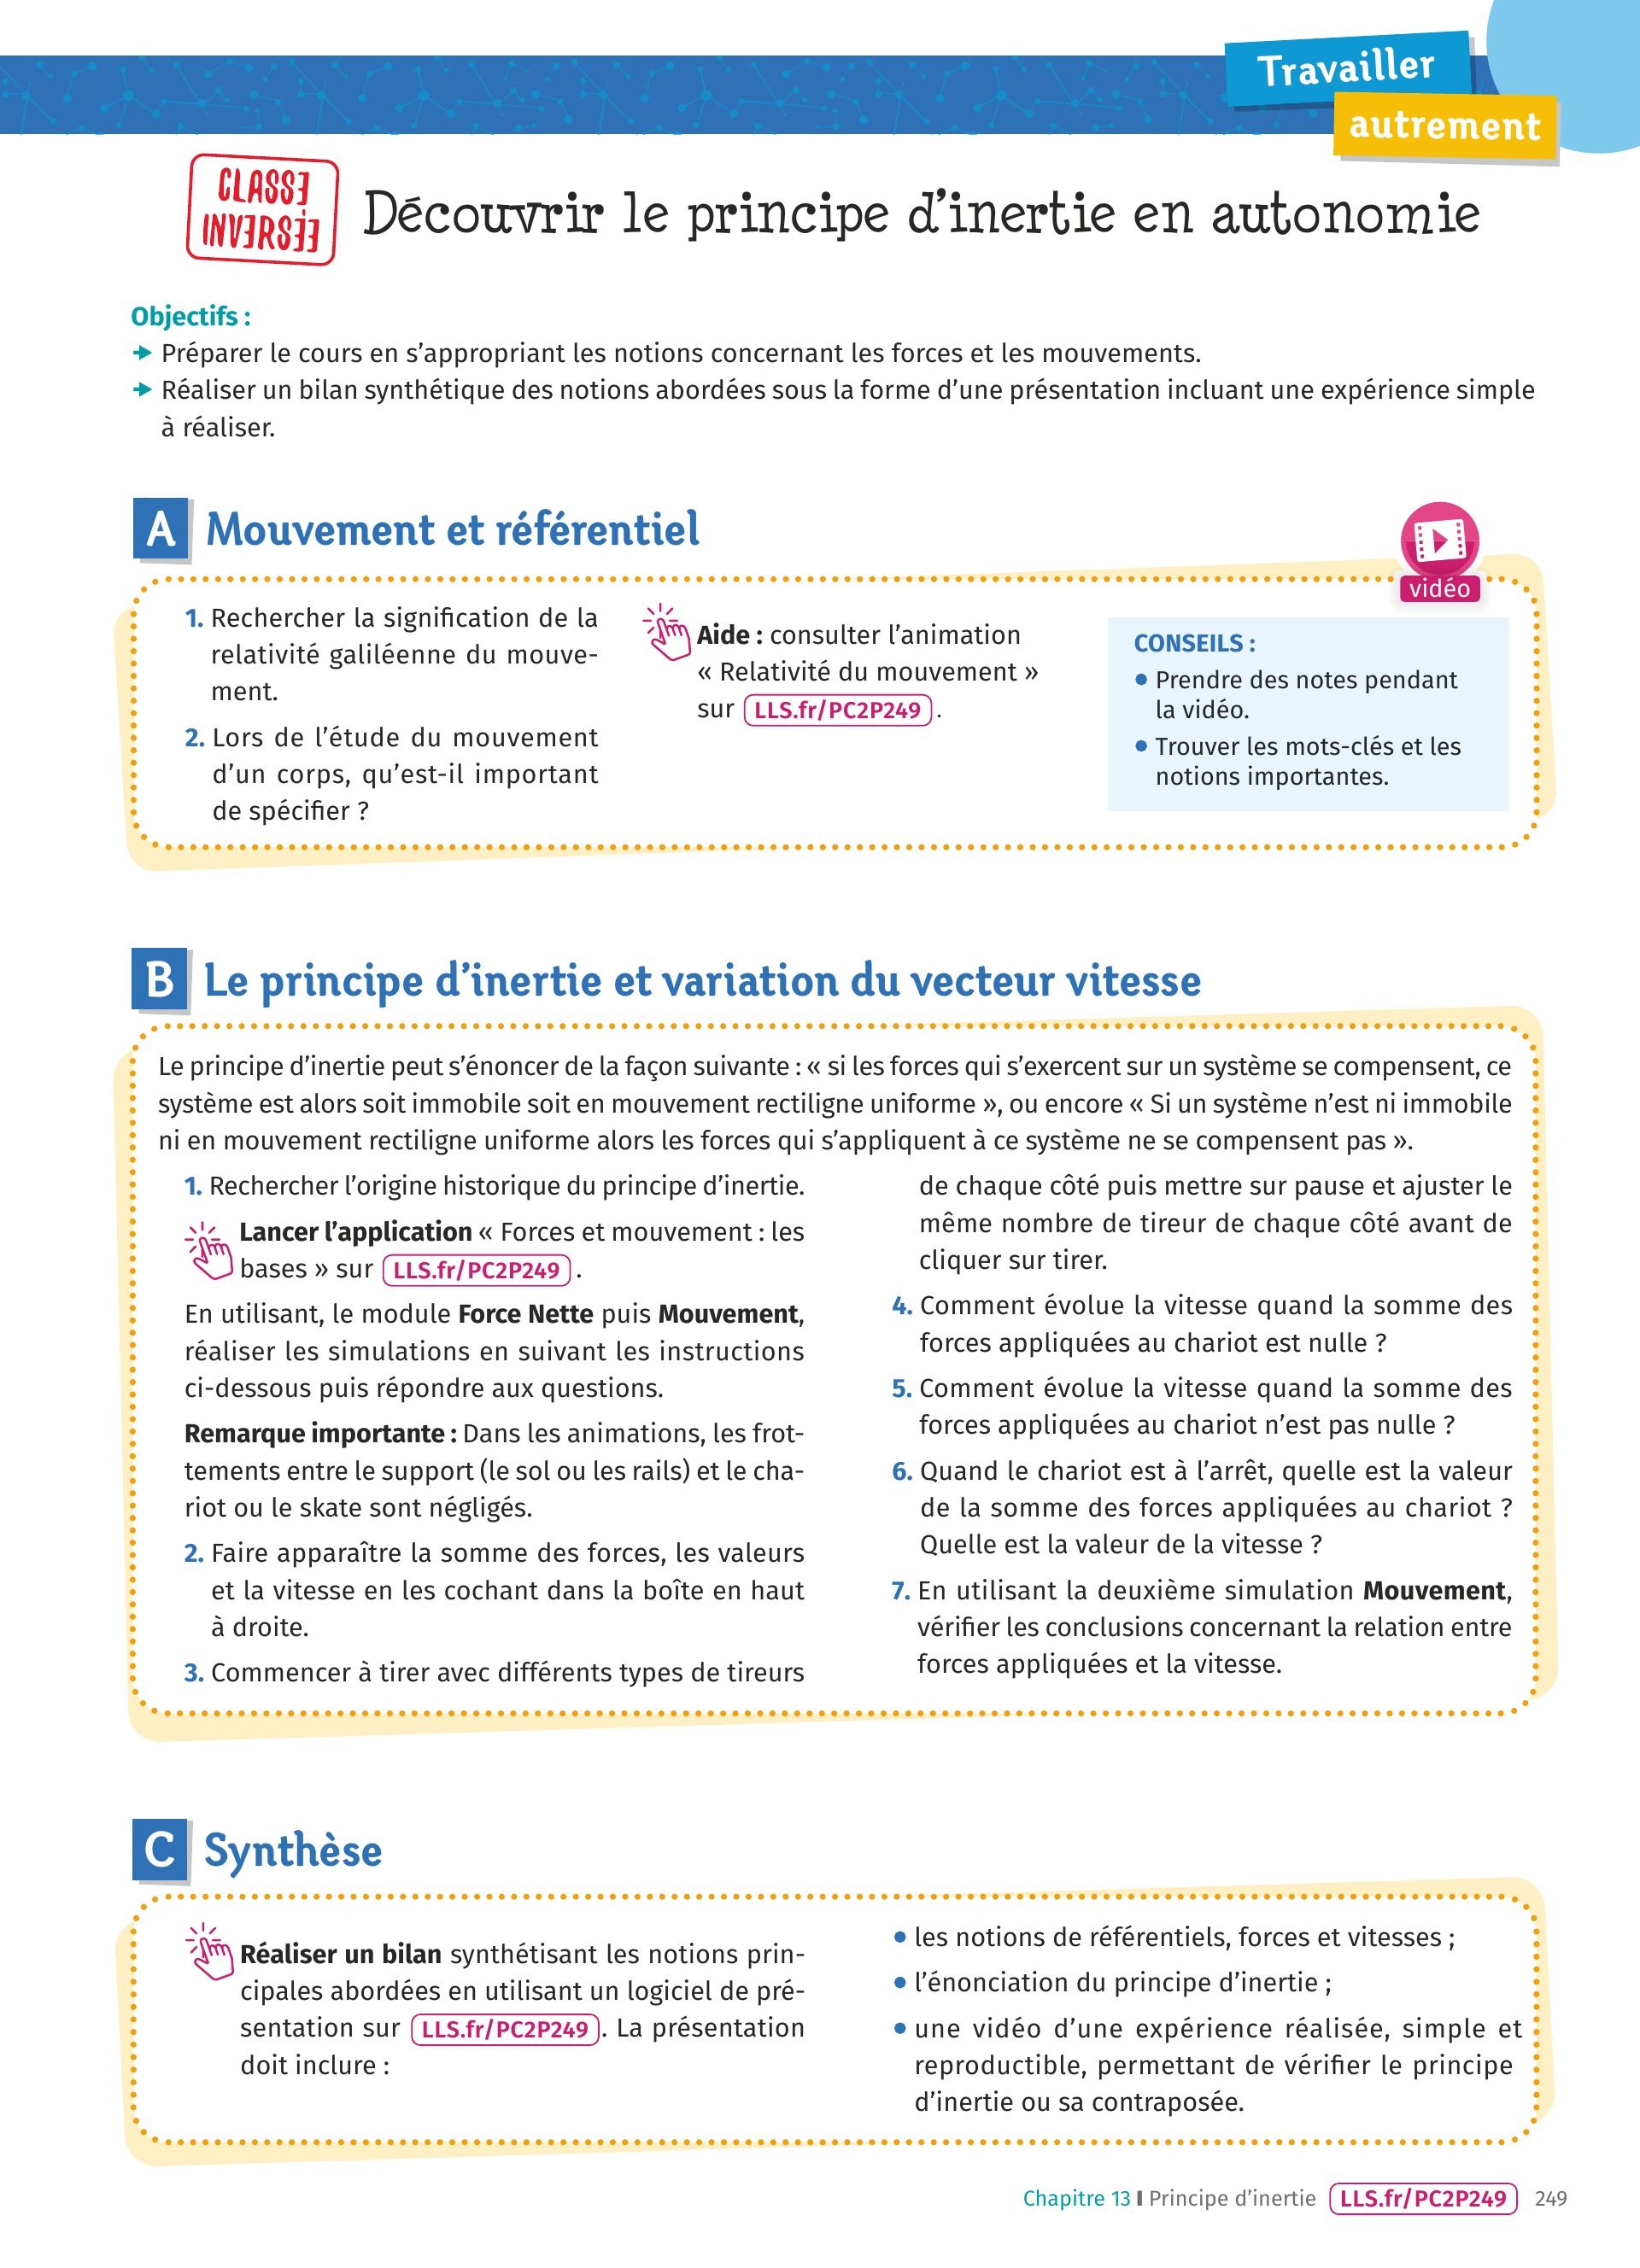 Travailler
autrement
CLASSE
INVERSÉE
Découvrir le principe d'inertie en autonomie
Objectifs :
Préparer le cours en s'appropriant les notions concernant les forces et les mouvements.
Réaliser un bilan synthétique des notions abordées sous la forme d'une présentation incluant une expérience simple
à réaliser.
A Mouvement et référentiel
vidéo
1. Rechercher la signification de la
relativité galiléenne du mouve-
ment.
2. Lors de l'étude du mouvement
d'un corps, qu'est-il important
de spécifier ?
Aide : consulter l'animation
« Relativité du mouvement »
sur LLS.fr/PC2P249 .
CONSEILS :
• Prendre des notes pendant
la vidéo.
• Trouver les mots-clés et les
notions importantes.
B Le principe d'inertie et variation du vecteur vitesse
Le principe d'inertie peut s'énoncer de la façon suivante : « si les forces qui s'exercent sur un système se compensent, ce
système est alors soit immobile soit en mouvement rectiligne uniforme », ou encore « Si un système n'est ni immobile
ni en mouvement rectiligne uniforme alors les forces qui s'appliquent à ce système ne se compensent pas ».
1. Rechercher l'origine historique du principe d'inertie.
Lancer l'application « Forces et mouvement : les
bases » sur LLS.fr/PC2P249 .
En utilisant, le module Force Nette puis Mouvement,
réaliser les simulations en suivant les instructions
ci-dessous puis répondre aux questions.
Remarque importante : Dans les animations, les frot-
tements entre le support (le sol ou les rails) et le cha-
riot ou le skate sont négligés.
2. Faire apparaître la somme des forces, les valeurs
et la vitesse en les cochant dans la boîte en haut
à droite.
3. Commencer à tirer avec différents types de tireurs
de chaque côté puis mettre sur pause et ajuster le
même nombre de tireur de chaque côté avant de
cliquer sur tirer.
4. Comment évolue la vitesse quand la somme des
forces appliquées au chariot est nulle ?
5. Comment évolue la vitesse quand la somme des
forces appliquées au chariot n'est pas nulle ?
6. Quand le chariot est à l'arrêt, quelle est la valeur
de la somme des forces appliquées au chariot ?
Quelle est la valeur de la vitesse ?
7. En utilisant la deuxième simulation Mouvement,
vérifier les conclusions concernant la relation entre
forces appliquées et la vitesse.
C Synthèse
Réaliser un bilan synthétisant les notions prin-
cipales abordées en utilisant un logiciel de pré-
sentation sur LLS.fr/PC2P249 . La présentation
doit inclure :
• les notions de référentiels, forces et vitesses ;
• l'énonciation du principe d'inertie ;
• une vidéo d'une expérience réalisée, simple et
reproductible, permettant de vérifier le principe
d'inertie ou sa contraposée.
Chapitre 13 I Principe d'inertie LLS.fr/PC2P249 249